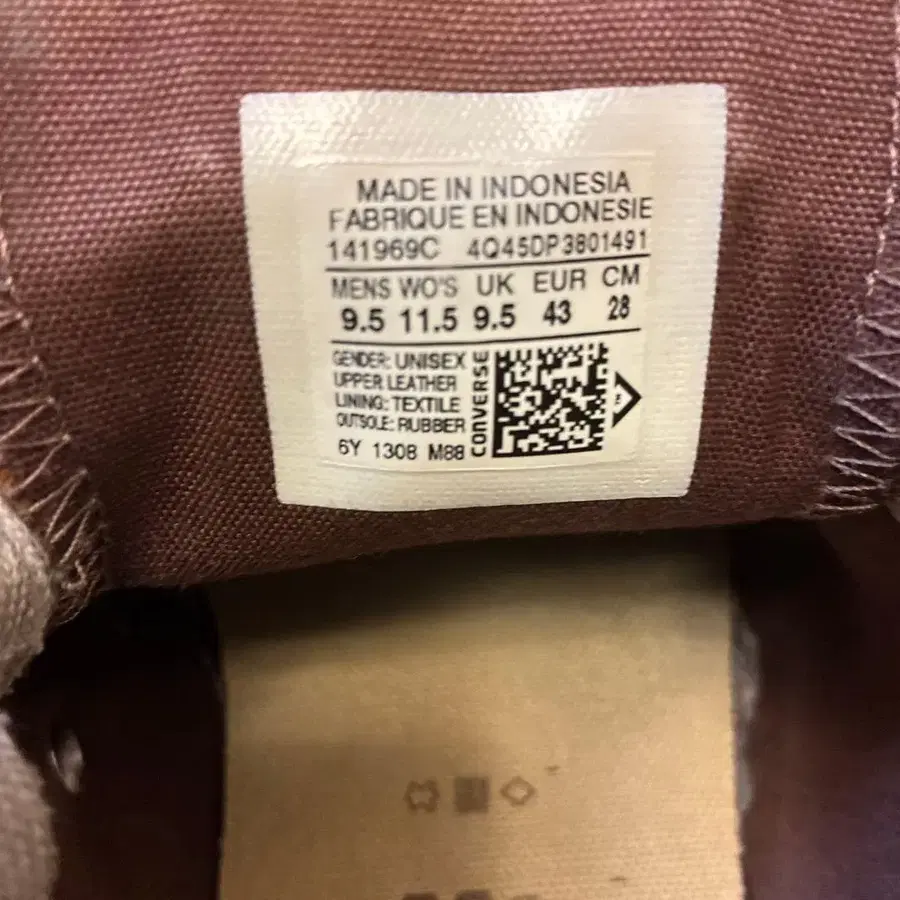 MADE IN INDONESIA
FABRIQUE EN INDONESIE
141969C 4Q45DP3801491
MENS WO'S UK EUR CM
9.5 11.5 9.5 43 28
GENDER: UNISEX
UPPER LEATHER
LINING: TEXTILE
OUTSOLE: RUBBER
6Y 1308 M88
CONVERSE